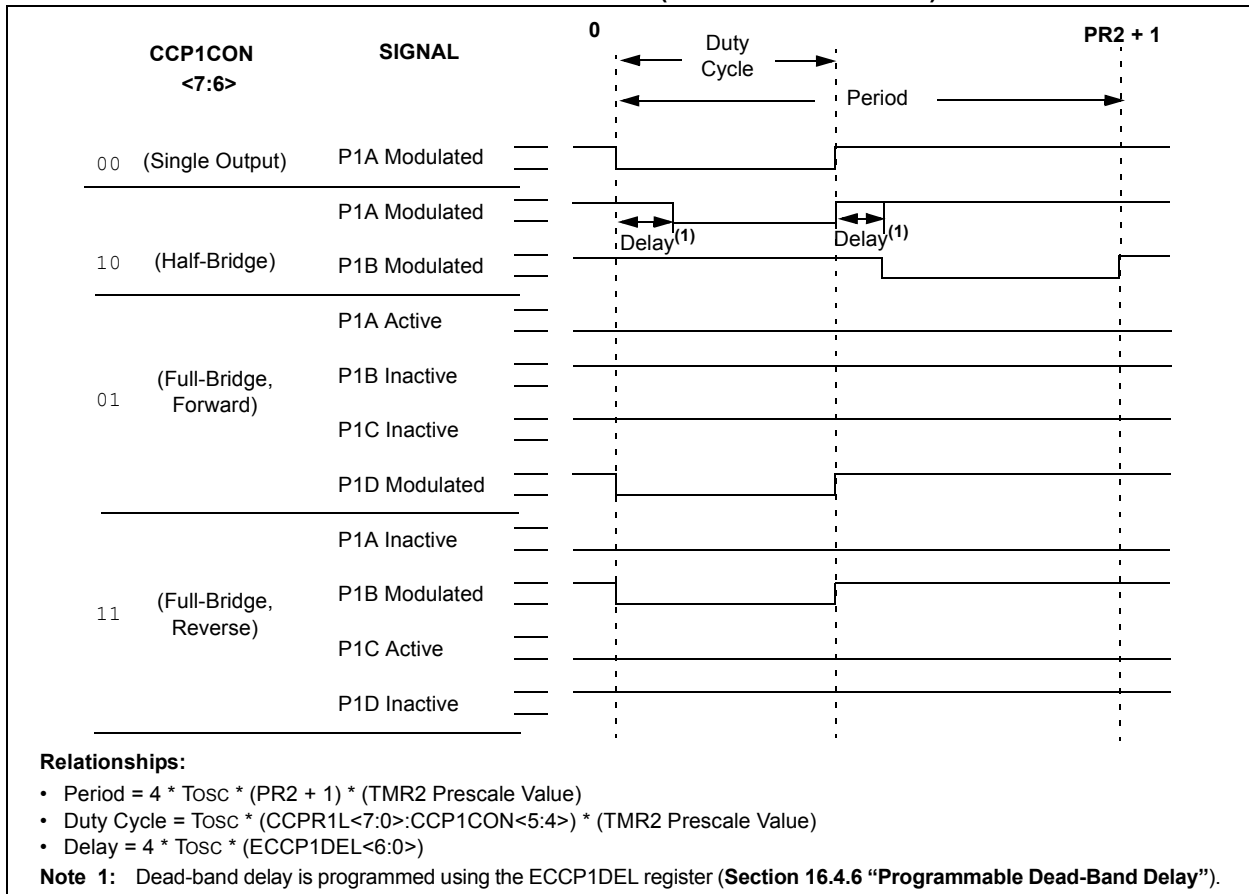 0
PR2 + 1
Duty
Cycle
CCP1CON
<7:6>
SIGNAL
Period
00 (Single Output) P1A Modulated
P1A Modulated
Delay(1) Delay(1)
10 (Half-Bridge) P1B Modulated
P1A Active
(Full-Bridge,
Forward)
01
P1B Inactive
P1C Inactive
P1D Modulated
P1A Inactive
11
(Full-Bridge,
Reverse)
P1B Modulated
P1C Active
P1D Inactive
Relationships:
• Period = 4 * TOSC * (PR2 + 1) * (TMR2 Prescale Value)
• Duty Cycle = TOSC * (CCPR1L<7:0>:CCP1CON<5:4>) * (TMR2 Prescale Value)
• Delay = 4 * TOSC * (ECCP1DEL<6:0>)
Note 1: Dead-band delay is programmed using the ECCP1DEL register (Section 16.4.6 “Programmable Dead-Band Delay”).